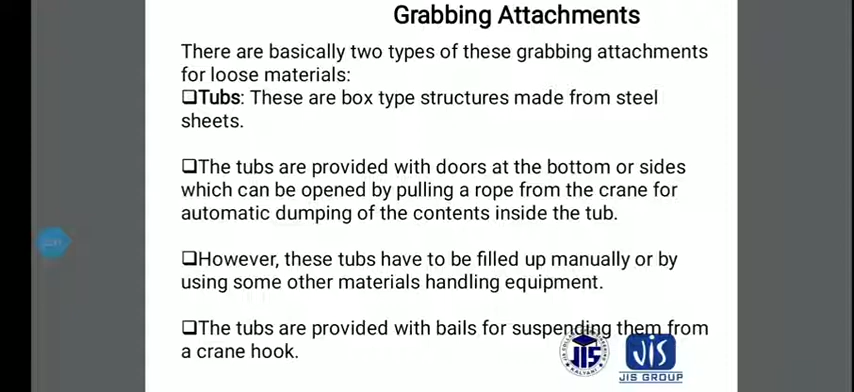 Grabbing Attachments
There are basically two types of these grabbing attachments
for loose materials:
❑Tubs: These are box type structures made from steel
sheets.
❑The tubs are provided with doors at the bottom or sides
which can be opened by pulling a rope from the crane for
automatic dumping of the contents inside the tub.
❑However, these tubs have to be filled up manually or by
using some other materials handling equipment.
❑The tubs are provided with bails for suspending them from
a crane hook.
JIS
KALYANI
JIS
JIS GROUP